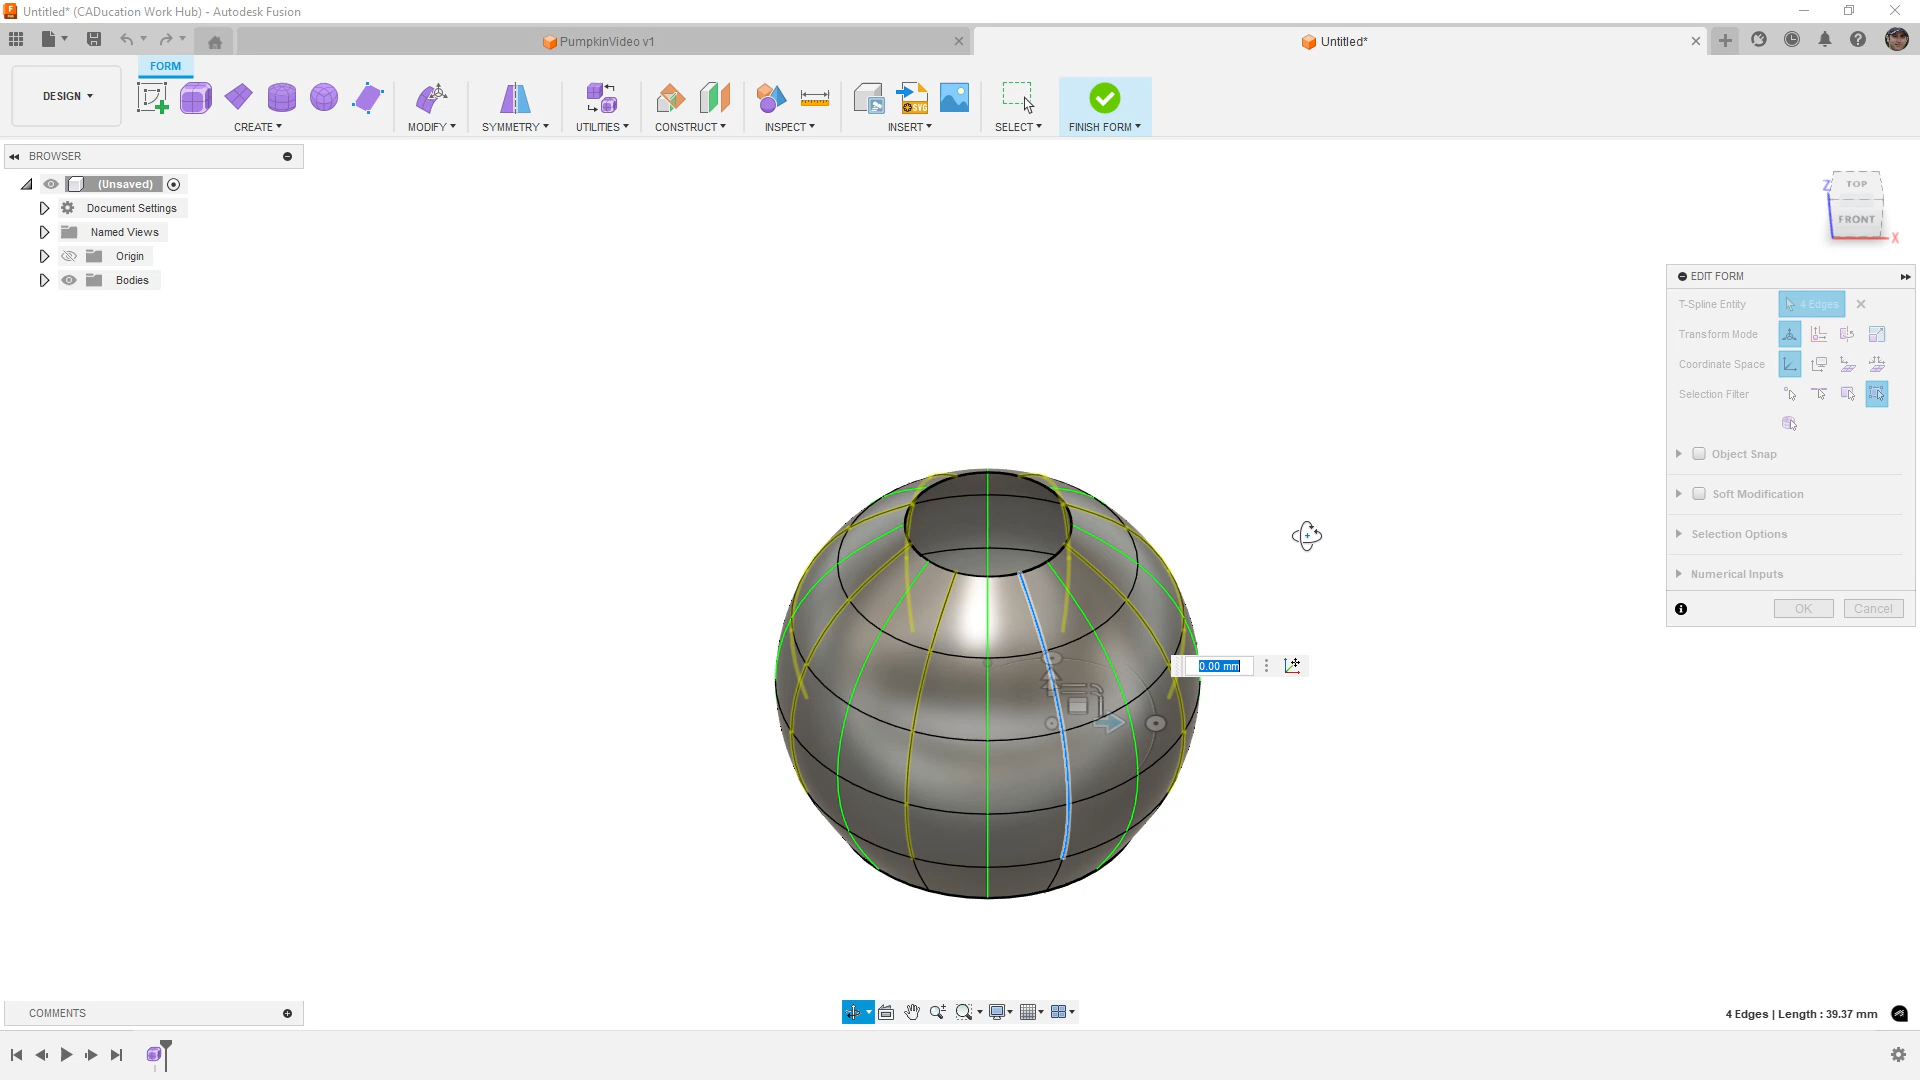 Untitled* (CADucation Work Hub) - Autodesk Fusion
PumpkinVideo v1
Untitled*
FORM
DESIGN
CREATE
MODIFY
SYMMETRY
UTILITIES
CONSTRUCT
INSPECT
INSERT
SELECT
FINISH FORM
SVG
BROWSER
(Unsaved)
Document Settings
Named Views
Origin
Bodies
TOP
FRONT
Z
X
EDIT FORM
T-Spline Entity
4 Edges
Transform Mode
Coordinate Space
Selection Filter
Object Snap
Soft Modification
Selection Options
Numerical Inputs
OK
Cancel
0.00 mm
COMMENTS
4 Edges | Length : 39.37 mm